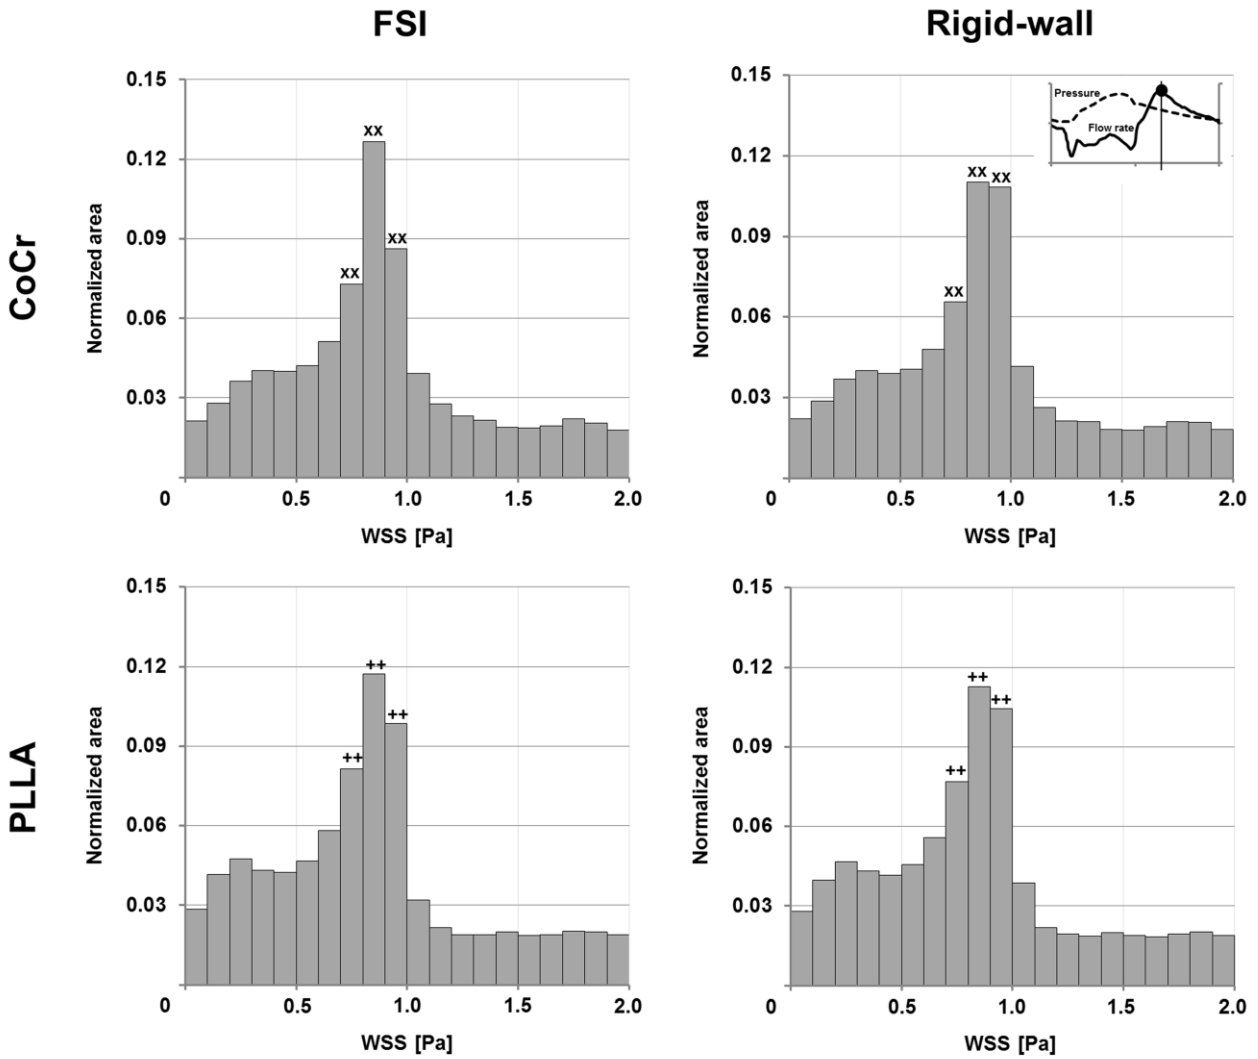 FSI
Rigid-wall
CoCr
Normalized area
0.15
0.12
0.09
0.06
0.03
xx
xx
xx
0
0.5
1.0
1.5
2.0
WSS [Pa]
Normalized area
0.15
0.12
0.09
0.06
0.03
xx
xx
xx
Pressure
Flow rate
0
0.5
1.0
1.5
2.0
WSS [Pa]
PLLA
Normalized area
0.15
0.12
0.09
0.06
0.03
++
++
++
0
0.5
1.0
1.5
2.0
WSS [Pa]
Normalized area
0.15
0.12
0.09
0.06
0.03
++
++
++
0
0.5
1.0
1.5
2.0
WSS [Pa]